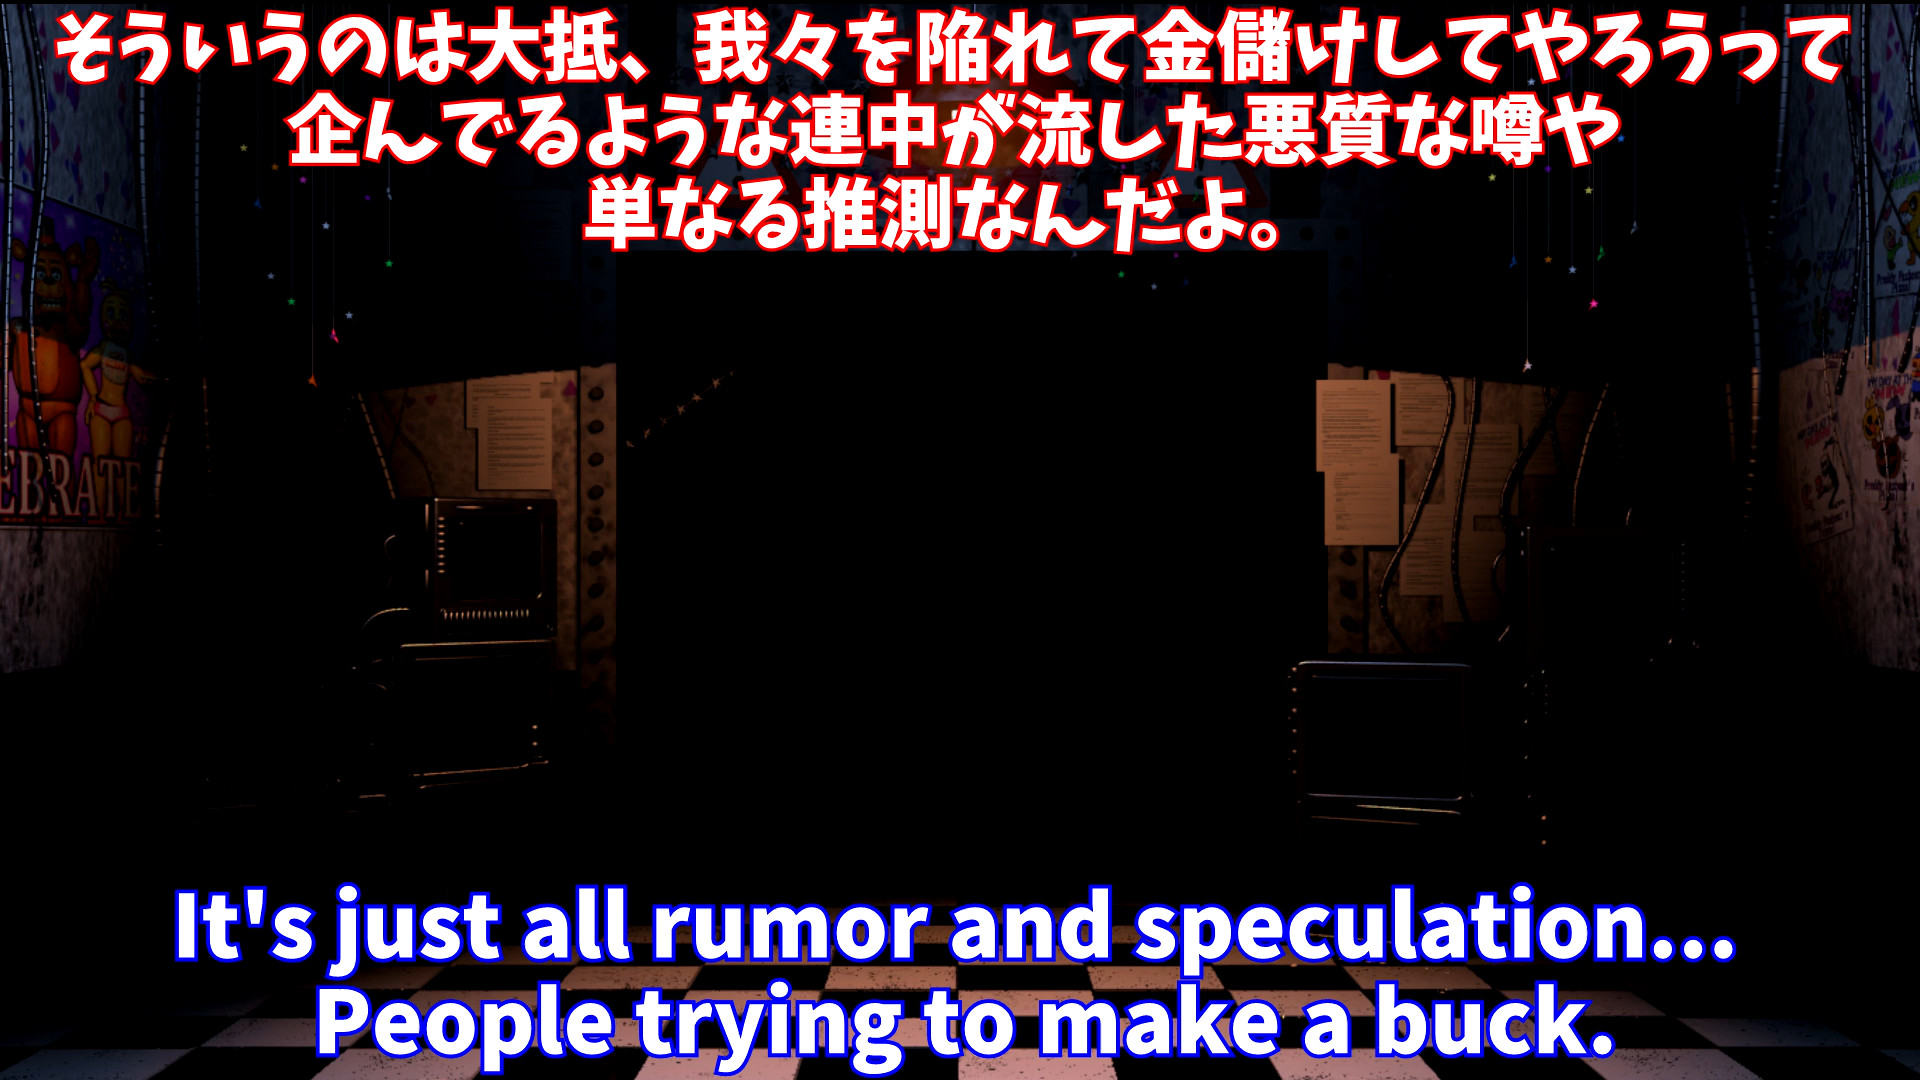 そういうのは大抵、我々を陥れて金儲けしてやろうって
企んでるような連中が流した悪質な噂や
単なる推測なんだよ。
EBRATE
It's just all rumor and speculation...
People trying to make a buck.